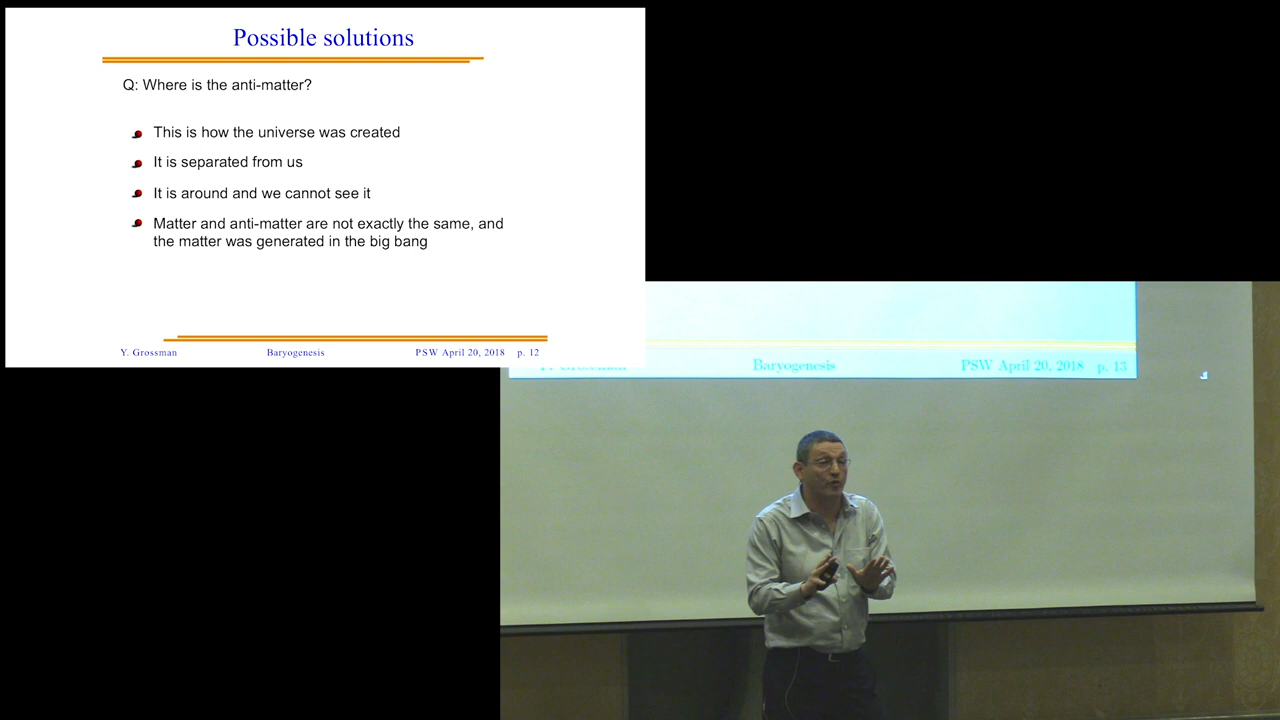 Possible solutions
Q: Where is the anti-matter?
This is how the universe was created
It is separated from us
It is around and we cannot see it
Matter and anti-matter are not exactly the same, and
the matter was generated in the big bang
Y. Grossman Baryogenesis PSW April 20, 2018 p. 12
Y. Grossman Baryogenesis PSW April 20, 2018 p. 13